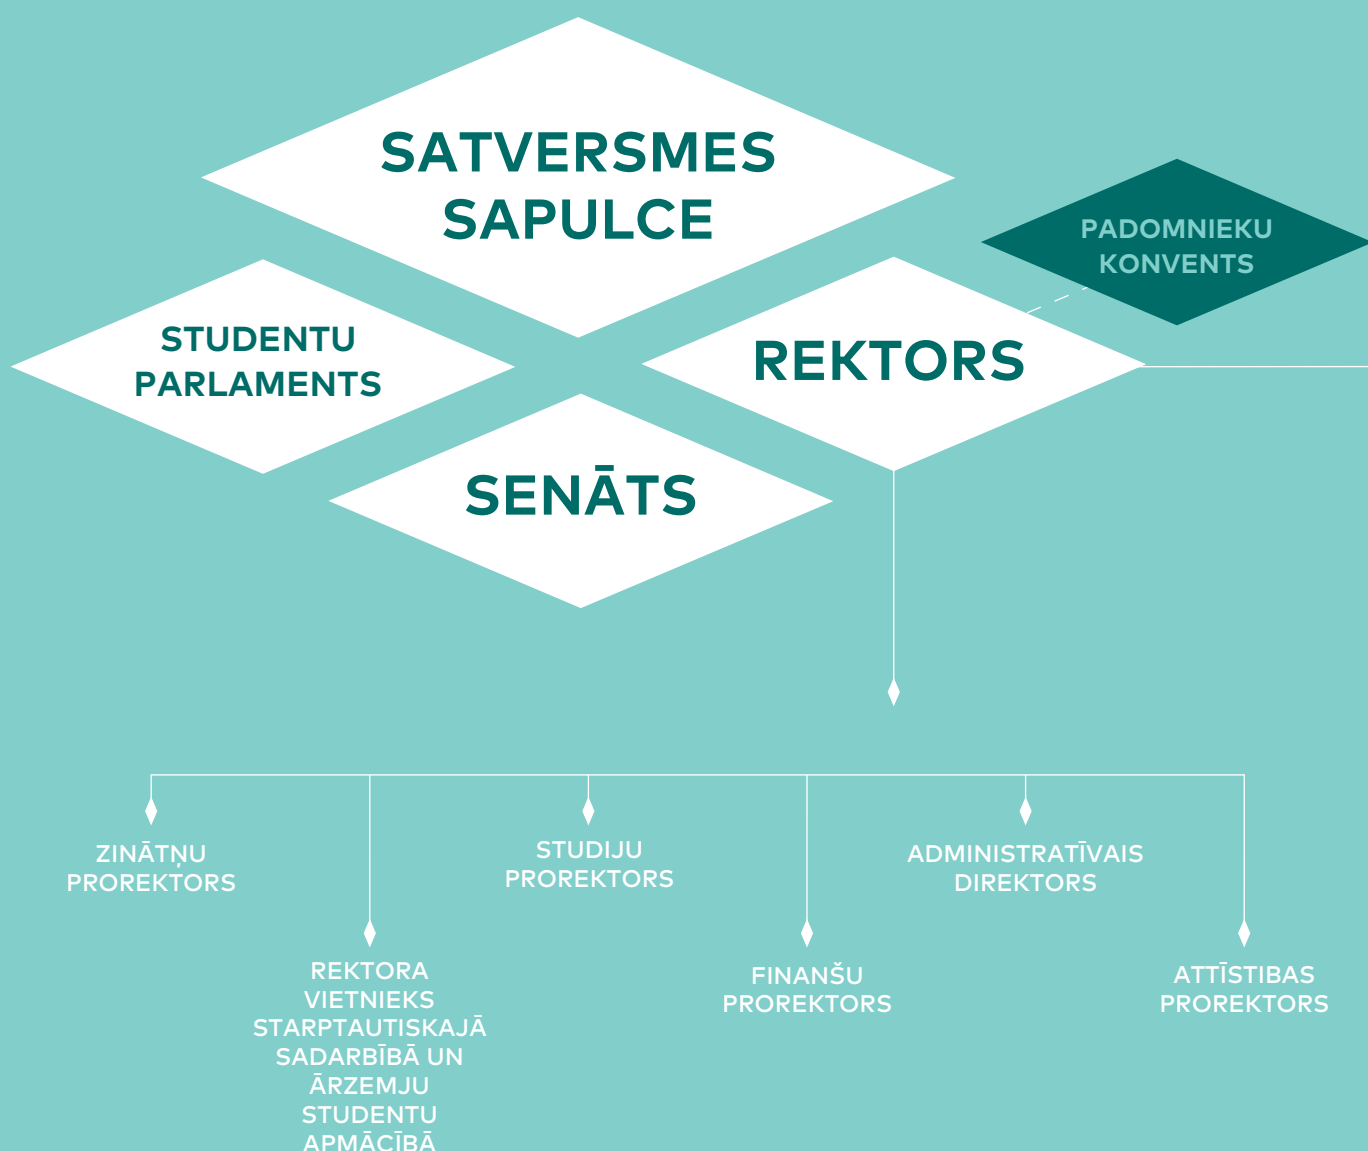 SATVERSMES
SAPULCE
PADOMNIEKU
KONVENTS
STUDENTU
PARLAMENTS
REKTORS
SENĀTS
ZINĀTŅU
PROREKTORS
REKTORA
VIETNIEKS
STARPTAUTISKAJĀ
SADARBĪBĀ UN
ĀRZEMJU
STUDENTU
APMĀCĪBĀ
STUDIJU
PROREKTORS
FINANŠU
PROREKTORS
ADMINISTRATĪVAIS
DIREKTORS
ATTĪSTIBAS
PROREKTORS